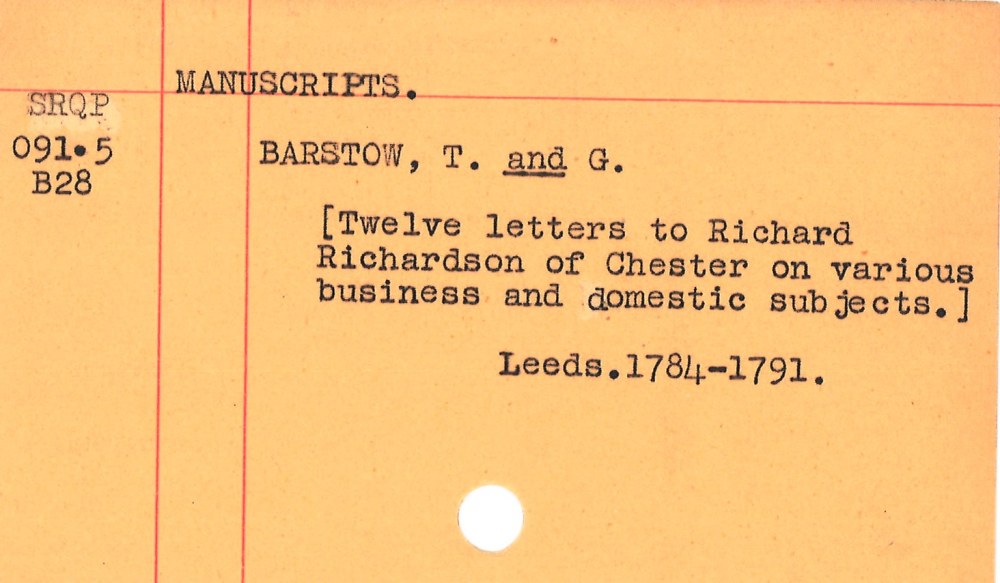 MANUSCRIPTS.
SRQP
091.5
B28
BARSTOW, T. and G.
[Twelve letters to Richard
Richardson of Chester on various
business and domestic subjects.]
Leeds.1784-1791.